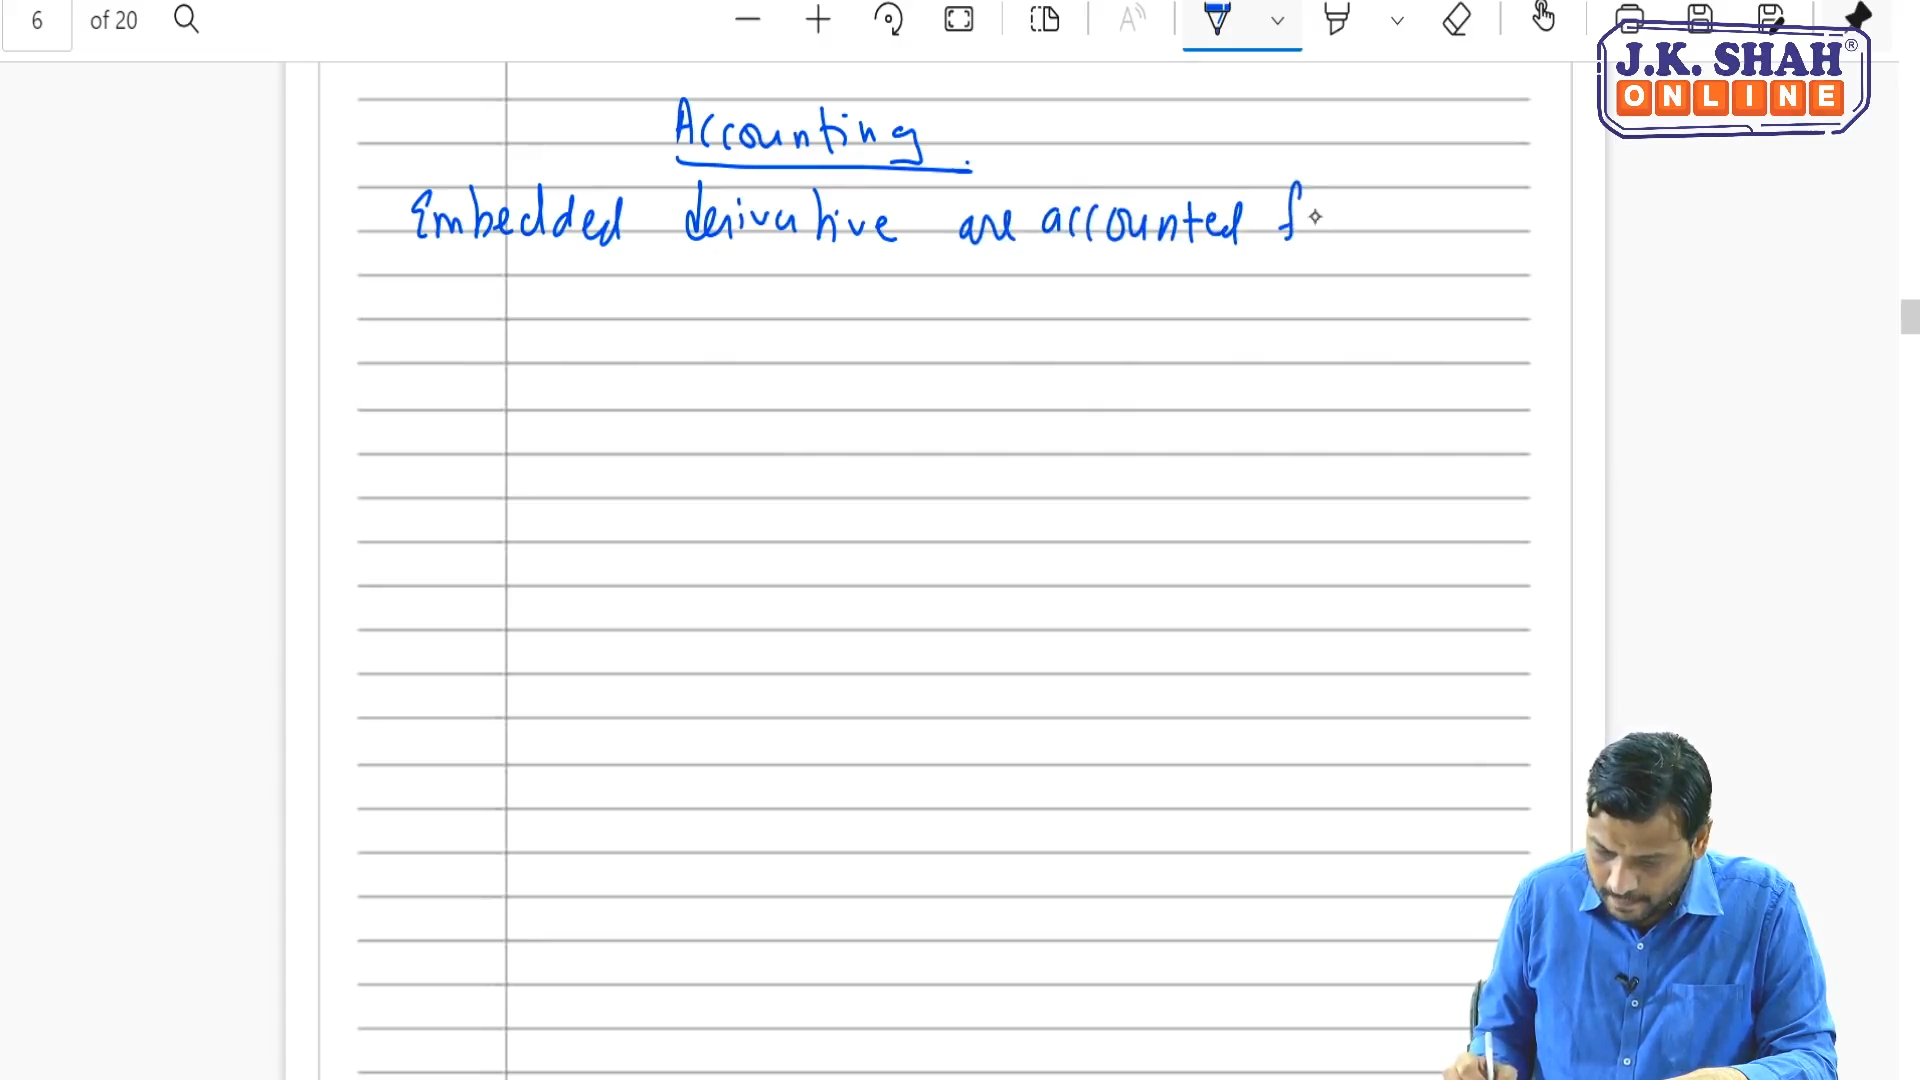 6 of 20
J.K. SHAH®
ONLINE
Accounting
Embedded derivative are accounted f